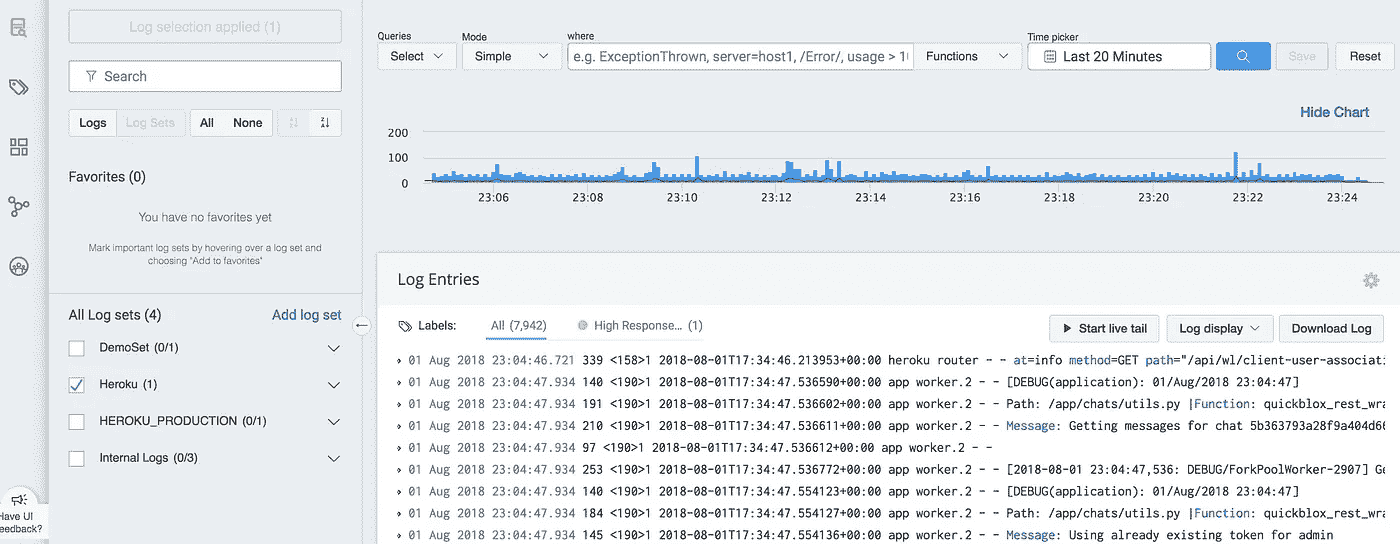 Log selection applied (1)
Search
Logs Log Sets All None
Favorites (0)
You have no favorites yet
Mark important log sets by hovering over a log set and
choosing "Add to favorites"
All Log sets (4) Add log set
DemoSet (0/1)
Heroku (1)
HEROKU_PRODUCTION (0/1)
Internal Logs (0/3)
Have UI
eedback?
Queries Mode where Time picker
Select Simple e.g. ExceptionThrown, server=host1, /Error/, usage > 1 Functions Last 20 Minutes Save Reset
Hide Chart
200
100
0
23:06 23:08 23:10 23:12 23:14 23:16 23:18 23:20 23:22 23:24
Log Entries
Labels: All (7,942) High Response... (1) Start live tail Log display Download Log
01 Aug 2018 23:04:46.721 339 <158>1 2018-08-01T17:34:46.213953+00:00 heroku router - - at=info method=GET path="/api/wl/client-user-associati
01 Aug 2018 23:04:47.934 140 <190>1 2018-08-01T17:34:47.536590+00:00 app worker.2 - - [DEBUG(application): 01/Aug/2018 23:04:47]
01 Aug 2018 23:04:47.934 191 <190>1 2018-08-01T17:34:47.536602+00:00 app worker.2 - - Path: /app/chats/utils.py |Function: quickblox_rest_wra
01 Aug 2018 23:04:47.934 210 <190>1 2018-08-01T17:34:47.536611+00:00 app worker.2 - - Message: Getting messages for chat 5b363793a28f9a404d66
01 Aug 2018 23:04:47.934 97 <190>1 2018-08-01T17:34:47.536612+00:00 app worker.2 - -
01 Aug 2018 23:04:47.934 253 <190>1 2018-08-01T17:34:47.536772+00:00 app worker.2 - - [2018-08-01 23:04:47,536: DEBUG/ForkPoolWorker-2907] Ge
01 Aug 2018 23:04:47.934 140 <190>1 2018-08-01T17:34:47.554123+00:00 app worker.2 - - [DEBUG(application): 01/Aug/2018 23:04:47]
01 Aug 2018 23:04:47.934 184 <190>1 2018-08-01T17:34:47.554127+00:00 app worker.2 - - Path: /app/chats/utils.py |Function: quickblox_rest_wra
01 Aug 2018 23:04:47.934 145 <190>1 2018-08-01T17:34:47.554136+00:00 app worker.2 - - Message: Using already existing token for admin